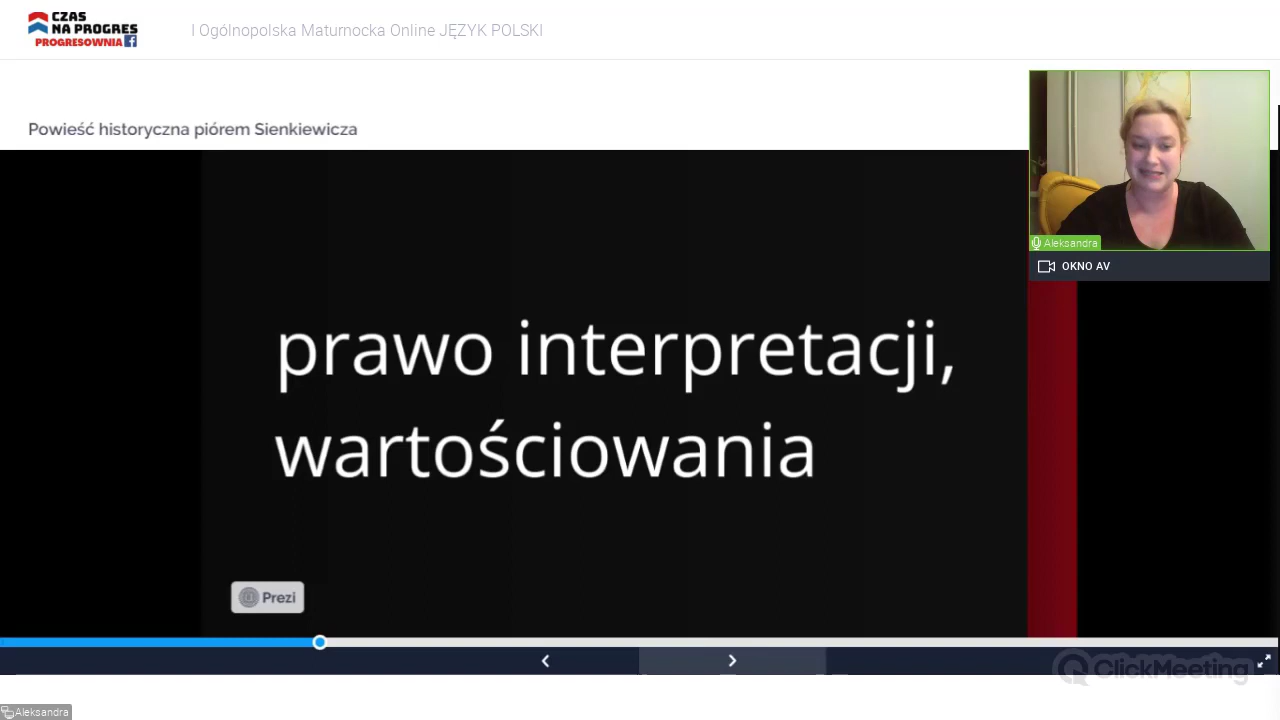 CZAS
NA PROGRES
PROGRESOWNIA
I Ogólnopolska Maturnocka Online JĘZYK POLSKI
Powieść historyczna piórem Sienkiewicza
Aleksandra
OKNO AV
prawo interpretacji,
wartościowania
Prezi
ClickMeeting
Aleksandra